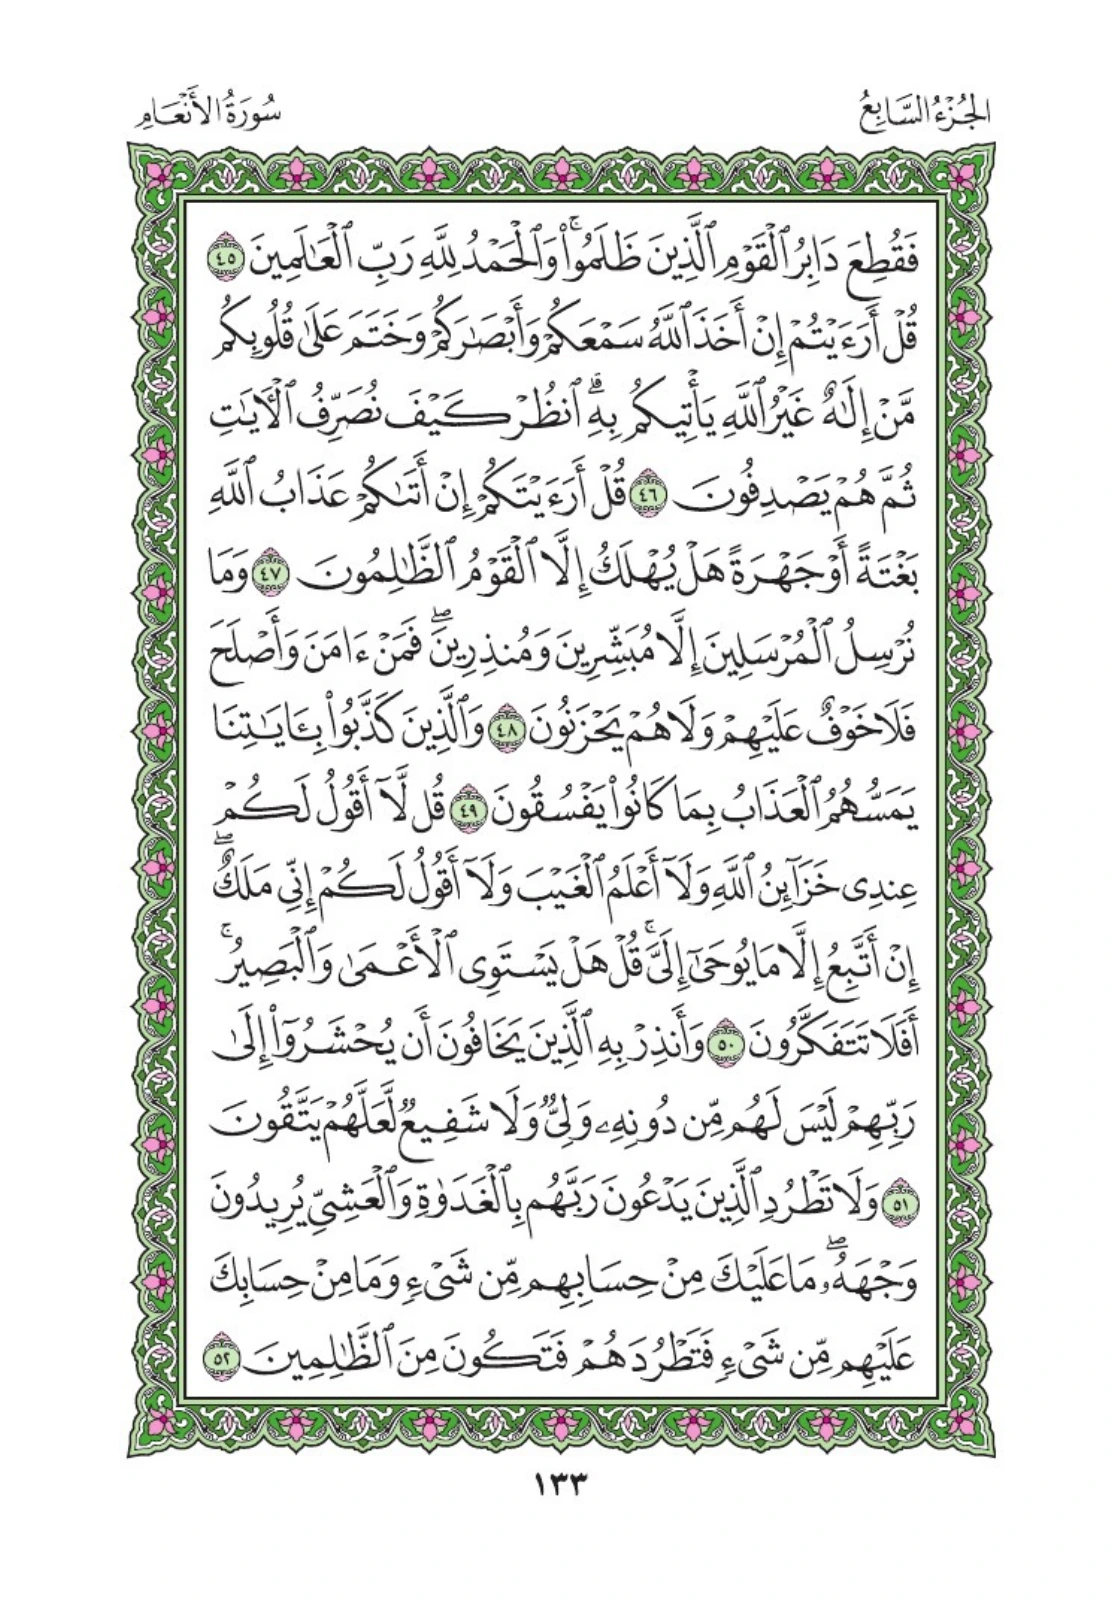 الجُزْءُ السَّابِعُ
سُورَةُ الأَنْعَامِ
فَقُطِعَ دَابِرُ ٱلْقَوْمِ ٱلَّذِينَ ظَلَمُوا۟ ۚ وَٱلْحَمْدُ لِلَّهِ رَبِّ ٱلْعَٰلَمِينَ ٤٥
قُلْ أَرَءَيْتُمْ إِنْ أَخَذَ ٱللَّهُ سَمْعَكُمْ وَأَبْصَٰرَكُمْ وَخَتَمَ عَلَىٰ قُلُوبِكُم
مَّنْ إِلَٰهٌ غَيْرُ ٱللَّهِ يَأْتِيكُم بِهِ ۗ ٱنظُرْ كَيْفَ نُصَرِّفُ ٱلْءَايَٰتِ
ثُمَّ هُمْ يَصْدِفُونَ ٤٦ قُلْ أَرَءَيْتَكُمْ إِنْ أَتَىٰكُمْ عَذَابُ ٱللَّهِ
بَغْتَةً أَوْ جَهْرَةً هَلْ يُهْلَكُ إِلَّا ٱلْقَوْمُ ٱلظَّٰلِمُونَ ٤٧ وَمَا
نُرْسِلُ ٱلْمُرْسَلِينَ إِلَّا مُبَشِّرِينَ وَمُنذِرِينَ ۖ فَمَنْ ءَامَنَ وَأَصْلَحَ
فَلَا خَوْفٌ عَلَيْهِمْ وَلَا هُمْ يَحْزَنُونَ ٤٨ وَٱلَّذِينَ كَذَّبُوا۟ بِـَٔايَٰتِنَا
يَمَسُّهُمُ ٱلْعَذَابُ بِمَا كَانُوا۟ يَفْسُقُونَ ٤٩ قُل لَّآ أَقُولُ لَكُمْ
عِندِى خَزَآئِنُ ٱللَّهِ وَلَآ أَعْلَمُ ٱلْغَيْبَ وَلَآ أَقُولُ لَكُمْ إِنِّى مَلَكٌ ۖ
إِنْ أَتَّبِعُ إِلَّا مَا يُوحَىٰٓ إِلَىَّ ۚ قُلْ هَلْ يَسْتَوِى ٱلْأَعْمَىٰ وَٱلْبَصِيرُ ۚ
أَفَلَا تَتَفَكَّرُونَ ٥٠ وَأَنذِرْ بِهِ ٱلَّذِينَ يَخَافُونَ أَن يُحْشَرُوٓا۟ إِلَىٰ
رَبِّهِمْ لَيْسَ لَهُم مِّن دُونِهِۦ وَلِىٌّ وَلَا شَفِيعٌ لَّعَلَّهُمْ يَتَّقُونَ
٥١ وَلَا تَطْرُدِ ٱلَّذِينَ يَدْعُونَ رَبَّهُم بِٱلْغَدَوٰةِ وَٱلْعَشِىِّ يُرِيدُونَ
وَجْهَهُۥ ۖ مَا عَلَيْكَ مِنْ حِسَابِهِم مِّن شَىْءٍ وَمَا مِنْ حِسَابِكَ
عَلَيْهِم مِّن شَىْءٍ فَتَطْرُدَهُمْ فَتَكُونَ مِنَ ٱلظَّٰلِمِينَ ٥٢
١٣٣